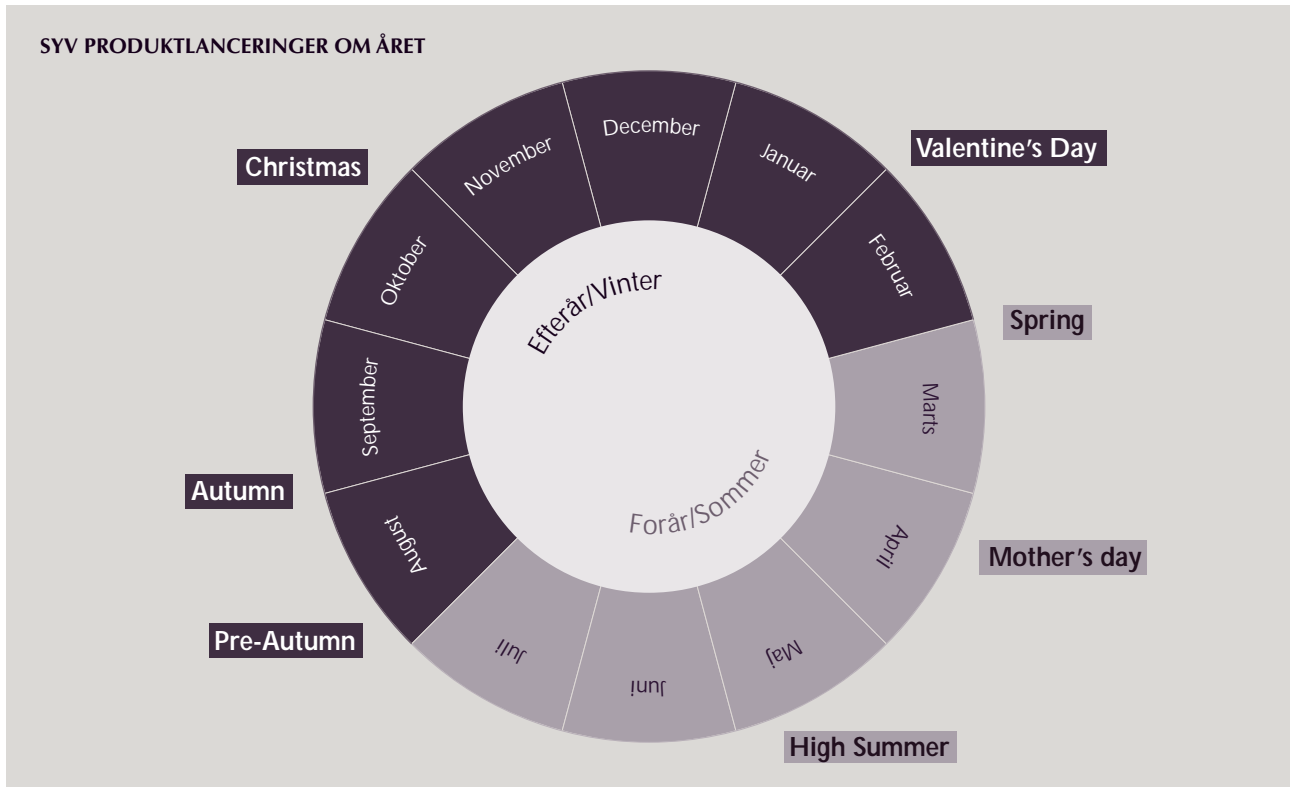 SYV PRODUKTLANCERINGER OM ÅRET
December
Januar
Februar
Marts
April
Maj
Juni
Juli
August
September
Oktober
November
Efterår/Vinter
Forår/Sommer
Valentine’s Day
Spring
Mother’s day
High Summer
Pre-Autumn
Autumn
Christmas